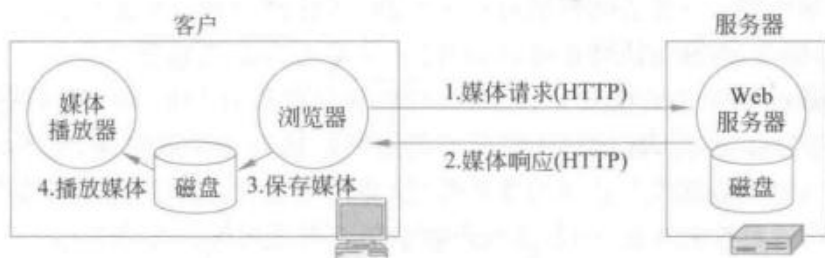 客户
服务器
媒体
播放器
浏览器
1.媒体请求(HTTP)
Web
服务器
2.媒体响应(HTTP)
4.播放媒体
磁盘
3.保存媒体
磁盘